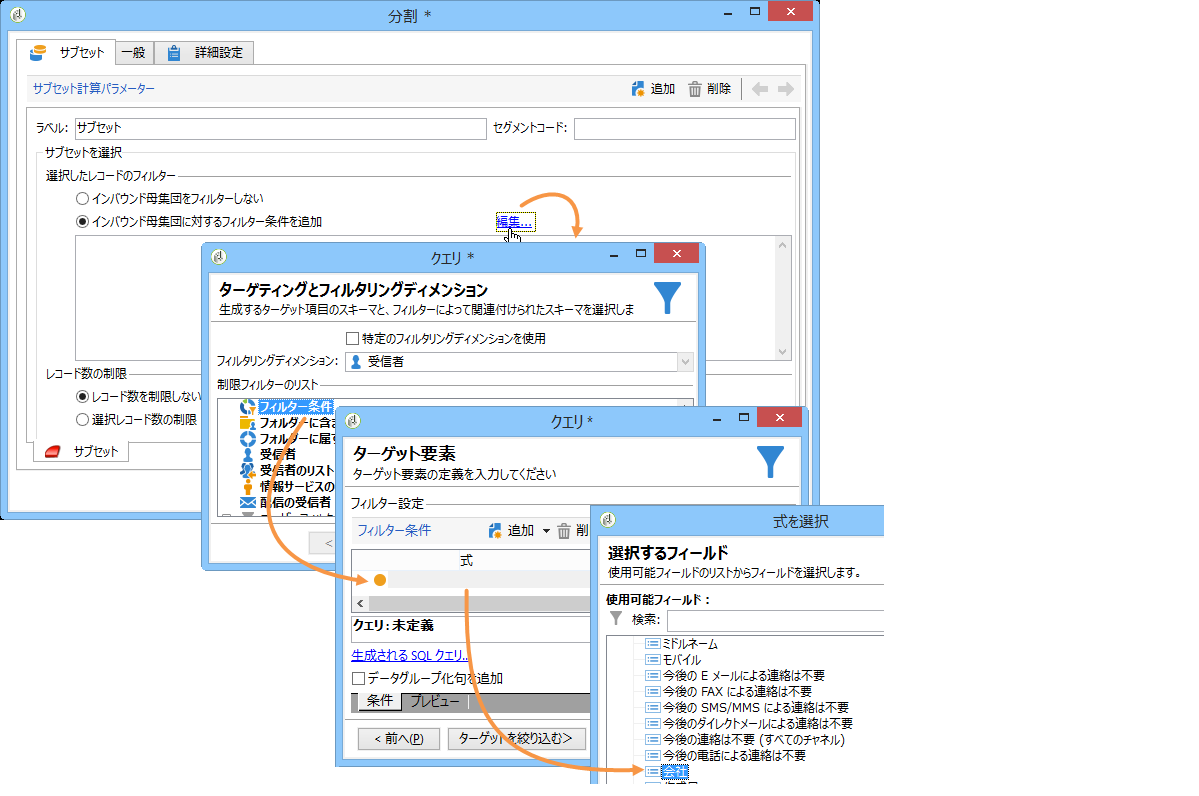 分割 *
サブセット
一般
詳細設定
サブセット計算パラメーター
追加
削除
ラベル:
サブセット
セグメントコード:
サブセットを選択
選択したレコードのフィルター
インバウンド母集団をフィルターしない
インバウンド母集団に対するフィルター条件を追加
編集...
レコード数の制限
レコード数を制限しない
選択レコード数の制限
サブセット
クエリ *
ターゲティングとフィルタリングディメンション
生成するターゲット項目のスキーマと、フィルターによって関連付けられたスキーマを選択しま
特定のフィルタリングディメンションを使用
フィルタリングディメンション:
受信者
制限フィルターのリスト
フィルター条件
フォルダーに含ま
フォルダーに属す
受信者
受信者のリスト
情報サービスの
配信の受信者
<
クエリ *
ターゲット要素
ターゲット要素の定義を入力してください
フィルター設定
フィルター条件
追加
削
式
クエリ: 未定義
生成される SQL クエリ...
データグループ化句を追加
条件
プレビュー
< 前へ(P)
ターゲットを絞り込む>
式を選択
選択するフィールド
使用可能フィールドのリストからフィールドを選択します。
使用可能フィールド :
検索:
ミドルネーム
モバイル
今後の E メールによる連絡は不要
今後の FAX による連絡は不要
今後の SMS/MMS による連絡は不要
今後のダイレクトメールによる連絡は不要
今後の連絡は不要 (すべてのチャネル)
今後の電話による連絡は不要
会社